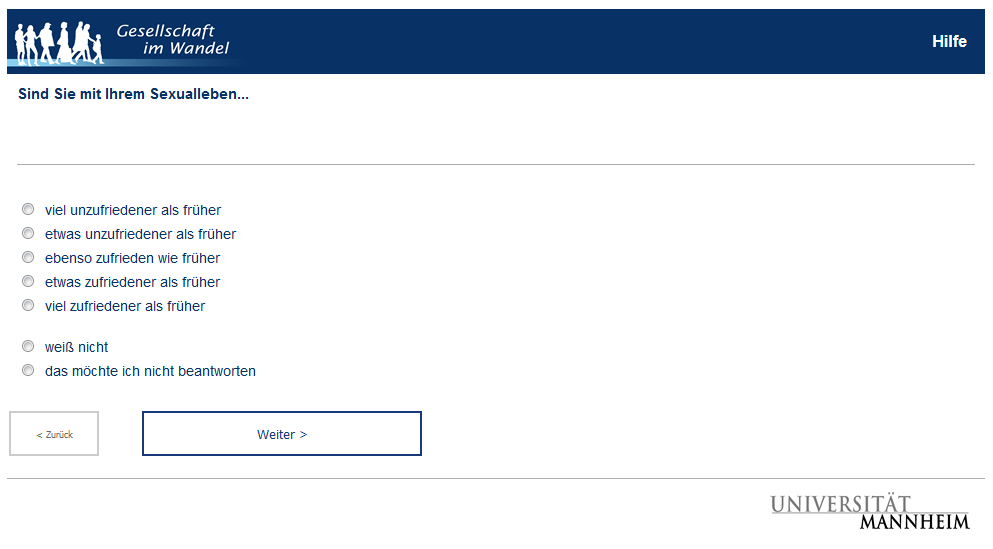 Gesellschaft
im Wandel
Hilfe
Sind Sie mit Ihrem Sexualleben...
viel unzufriedener als früher
etwas unzufriedener als früher
ebenso zufrieden wie früher
etwas zufriedener als früher
viel zufriedener als früher
weiß nicht
das möchte ich nicht beantworten
< Zurück
Weiter >
UNIVERSITÄT
MANNHEIM